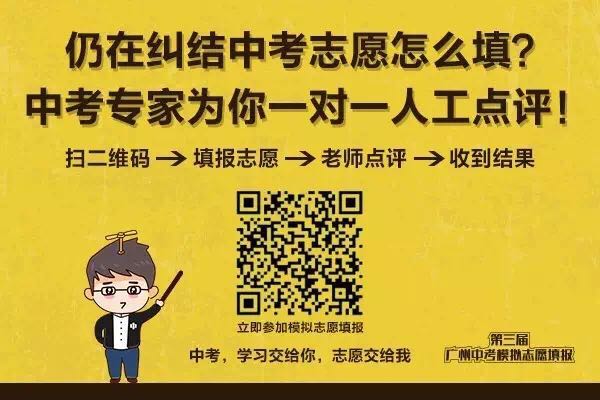 仍在纠结中考志愿怎么填？
中考专家为你一对一人工点评！
扫二维码→填报志愿→老师点评→收到结果
中
立即参加模拟志愿填报
中考，学习交给你，志愿交给我
第三届
广州中考模拟志愿填报